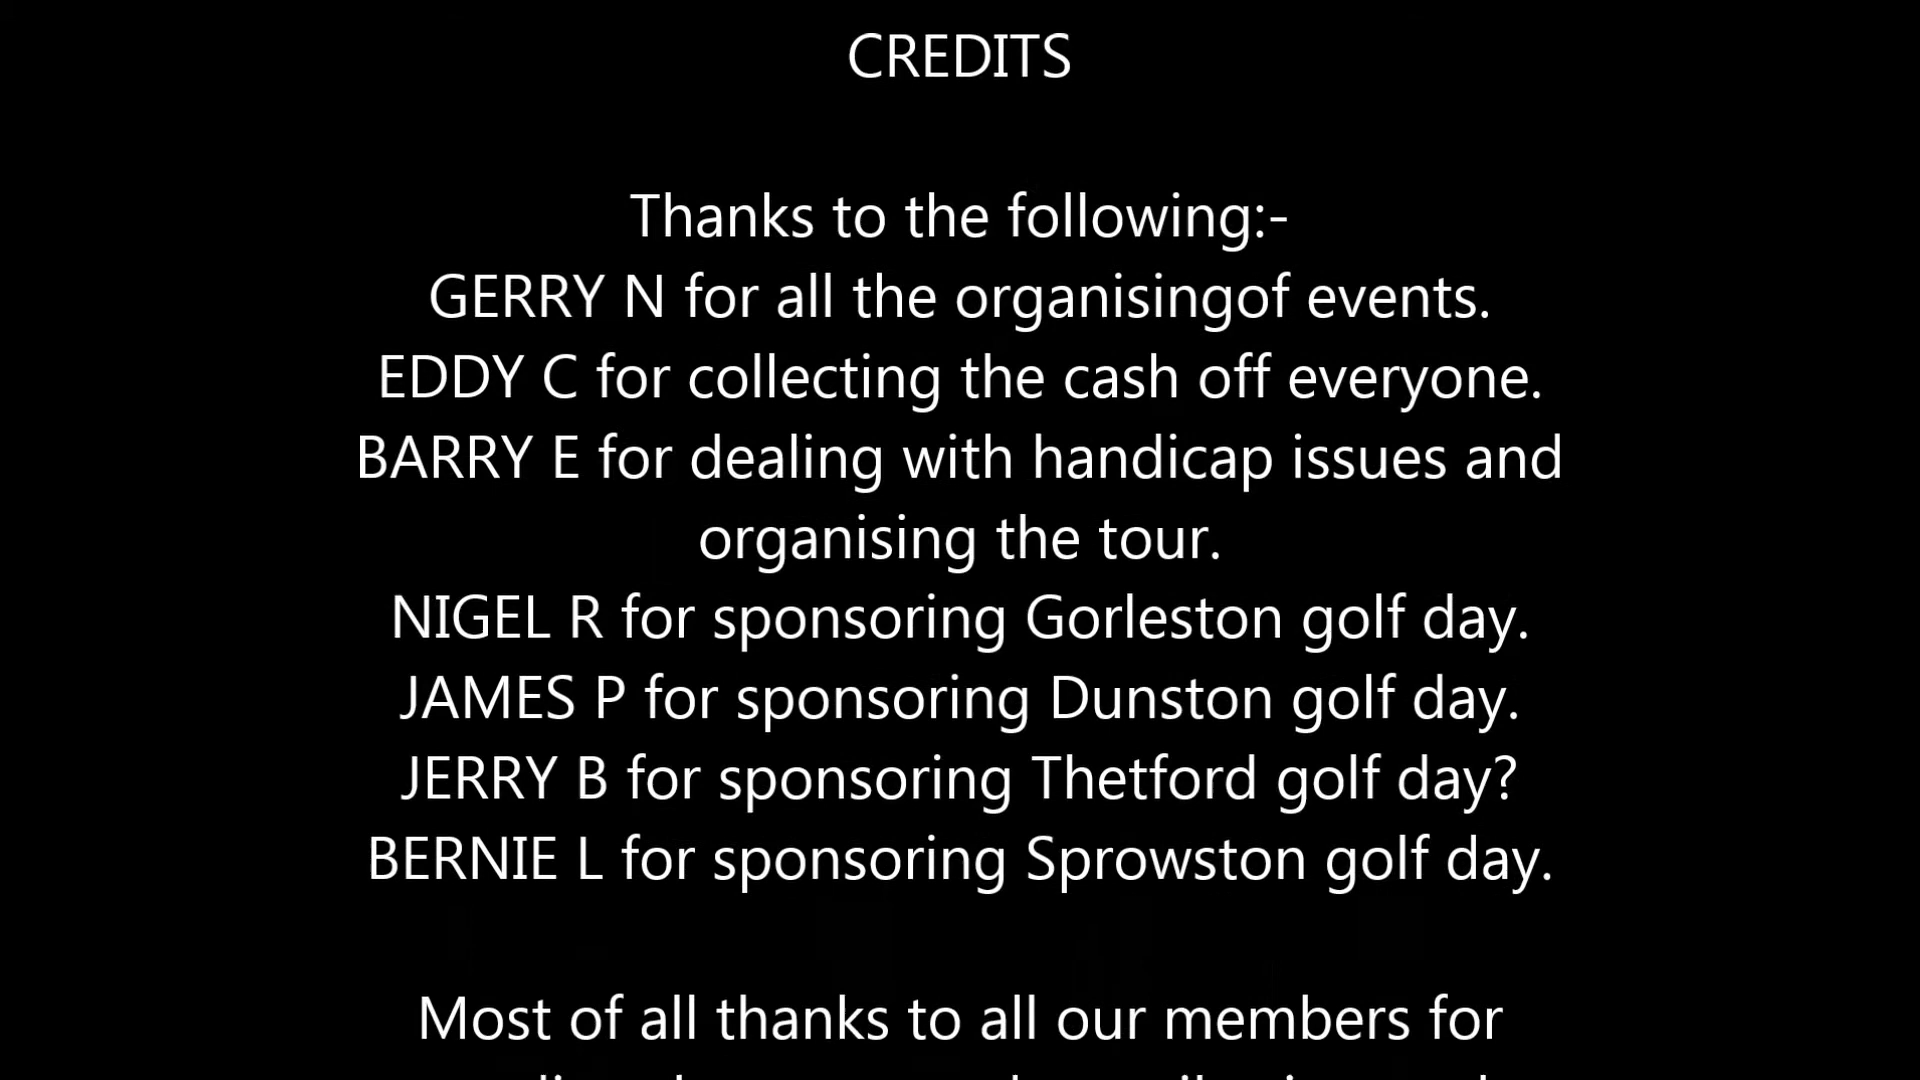 CREDITS
Thanks to the following:-
GERRY N for all the organisingof events.
EDDY C for collecting the cash off everyone.
BARRY E for dealing with handicap issues and
organising the tour.
NIGEL R for sponsoring Gorleston golf day.
JAMES P for sponsoring Dunston golf day.
JERRY B for sponsoring Thetford golf day?
BERNIE L for sponsoring Sprowston golf day.
Most of all thanks to all our members for